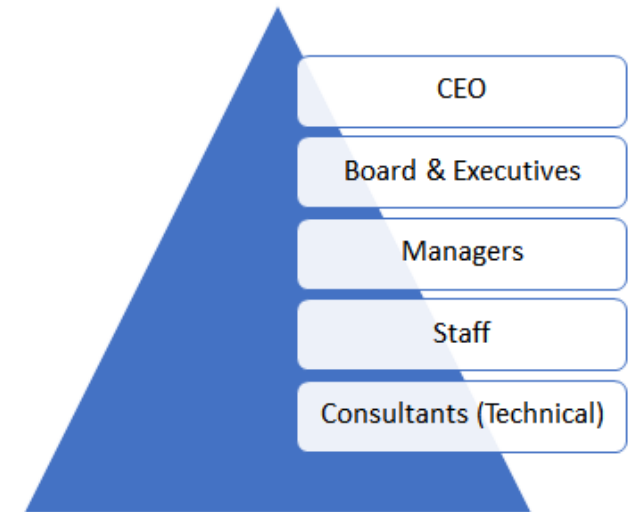 CEO
Board & Executives
Managers
Staff
Consultants (Technical)